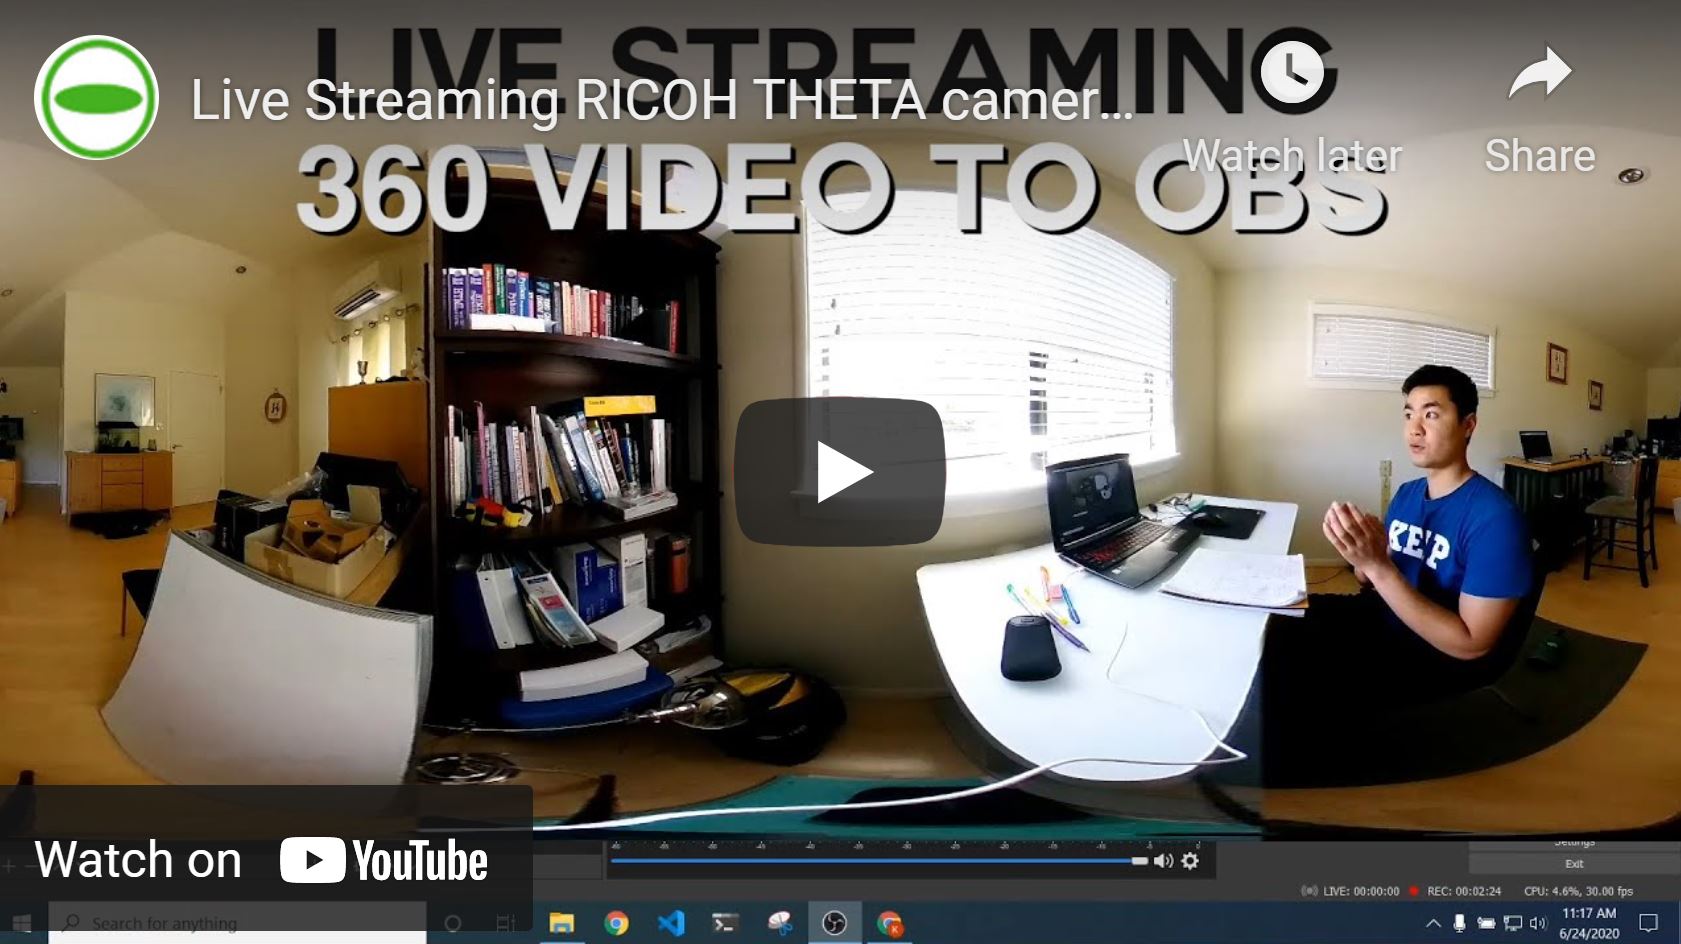 LIVE STREAMING
Live Streaming RICOH THETA camer...
Watch later
Share
360 VIDEO TO OBS
KEIP
Watch on YouTube
Settings
Exit
LIVE: 00:00:00
REC: 00:02:24
CPU: 4.6%, 30.00 fps
Search for anything
11:17 AM
6/24/2020